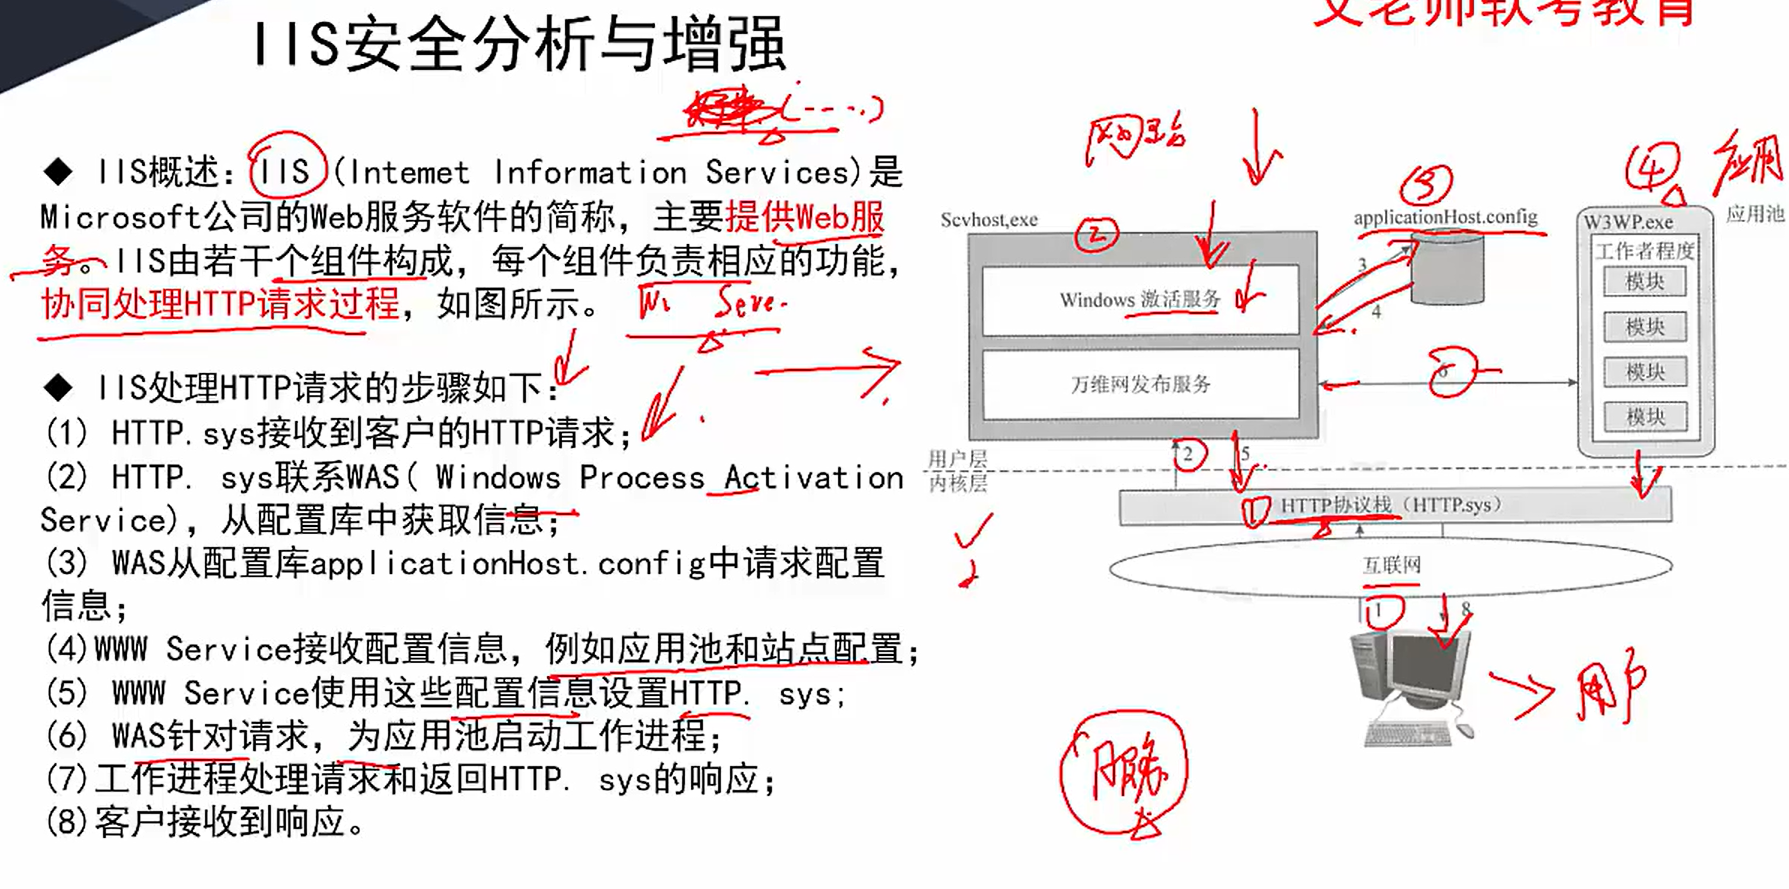 IIS安全分析与增强
文老师软考教育
◆ IIS概述：IIS(Intemet Information Services)是
Microsoft公司的Web服务软件的简称，主要提供Web服
务。IIS由若干个组件构成，每个组件负责相应的功能，
协同处理HTTP请求过程，如图所示。
◆ IIS处理HTTP请求的步骤如下：
(1) HTTP.sys接收到客户的HTTP请求；
(2) HTTP. sys联系WAS( Windows Process Activation
Service)，从配置库中获取信息；
(3) WAS从配置库applicationHost.config中请求配置
信息；
(4)WWW Service接收配置信息，例如应用池和站点配置；
(5) WWW Service使用这些配置信息设置HTTP. sys;
(6) WAS针对请求，为应用池启动工作进程；
(7)工作进程处理请求和返回HTTP. sys的响应；
(8)客户接收到响应。
(.....)
Wi Seve.
网站
③
④ 应用
Scvhost,exe
②
applicationHost.config
W3WP.exe
应用池
工作者程度
模块
模块
模块
模块
Windows 激活服务
3
4
万维网发布服务
6
用户层
2
5
内核层
① HTTP协议栈（HTTP.sys）
互联网
1
8
用户
服务